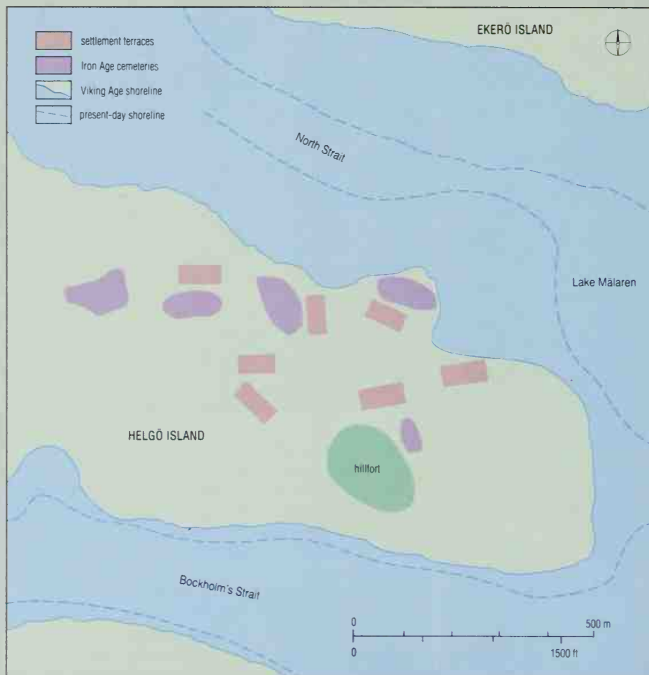 EKERÖ ISLAND
settlement terraces
Iron Age cemeteries
Viking Age shoreline
present-day shoreline
North Strait
Lake Mälaren
HELGÖ ISLAND
hillfort
Bockholm's Strait
0 500 m
0 1500 ft